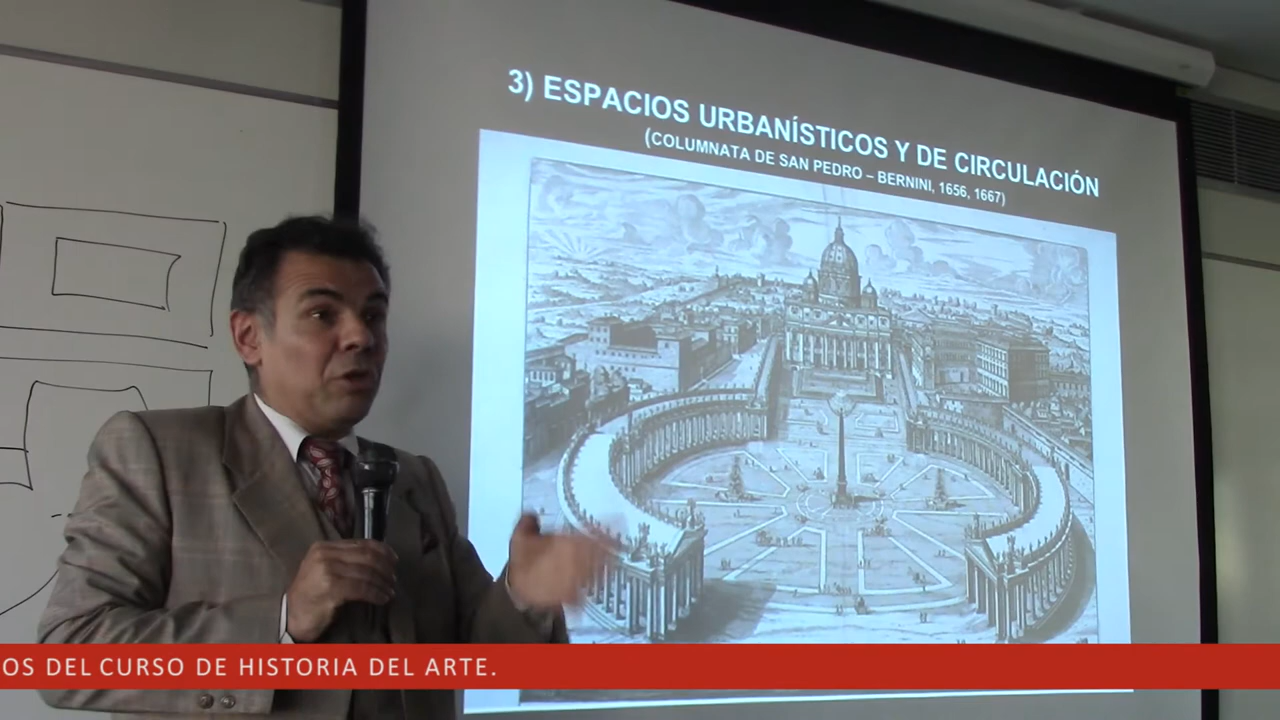 3) ESPACIOS URBANÍSTICOS Y DE CIRCULACIÓN
(COLUMNATA DE SAN PEDRO – BERNINI, 1656, 1667)
OS DEL CURSO DE HISTORIA DEL ARTE.